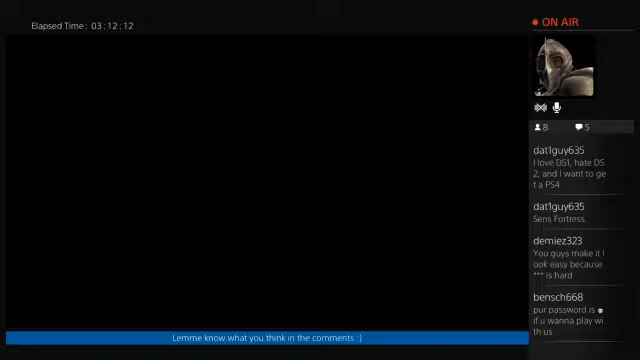 Elapsed Time : 03:12:12
ON AIR
8 5
dat1guy635
I love DS1, hate DS
2, and I want to ge
t a PS4
dat1guy635
Sens Fortress
demiez323
You guys make it l
ook easy because
*** is hard
bensch668
pur password is
if u wanna play wi
th us
Lemme know what you think in the comments :)